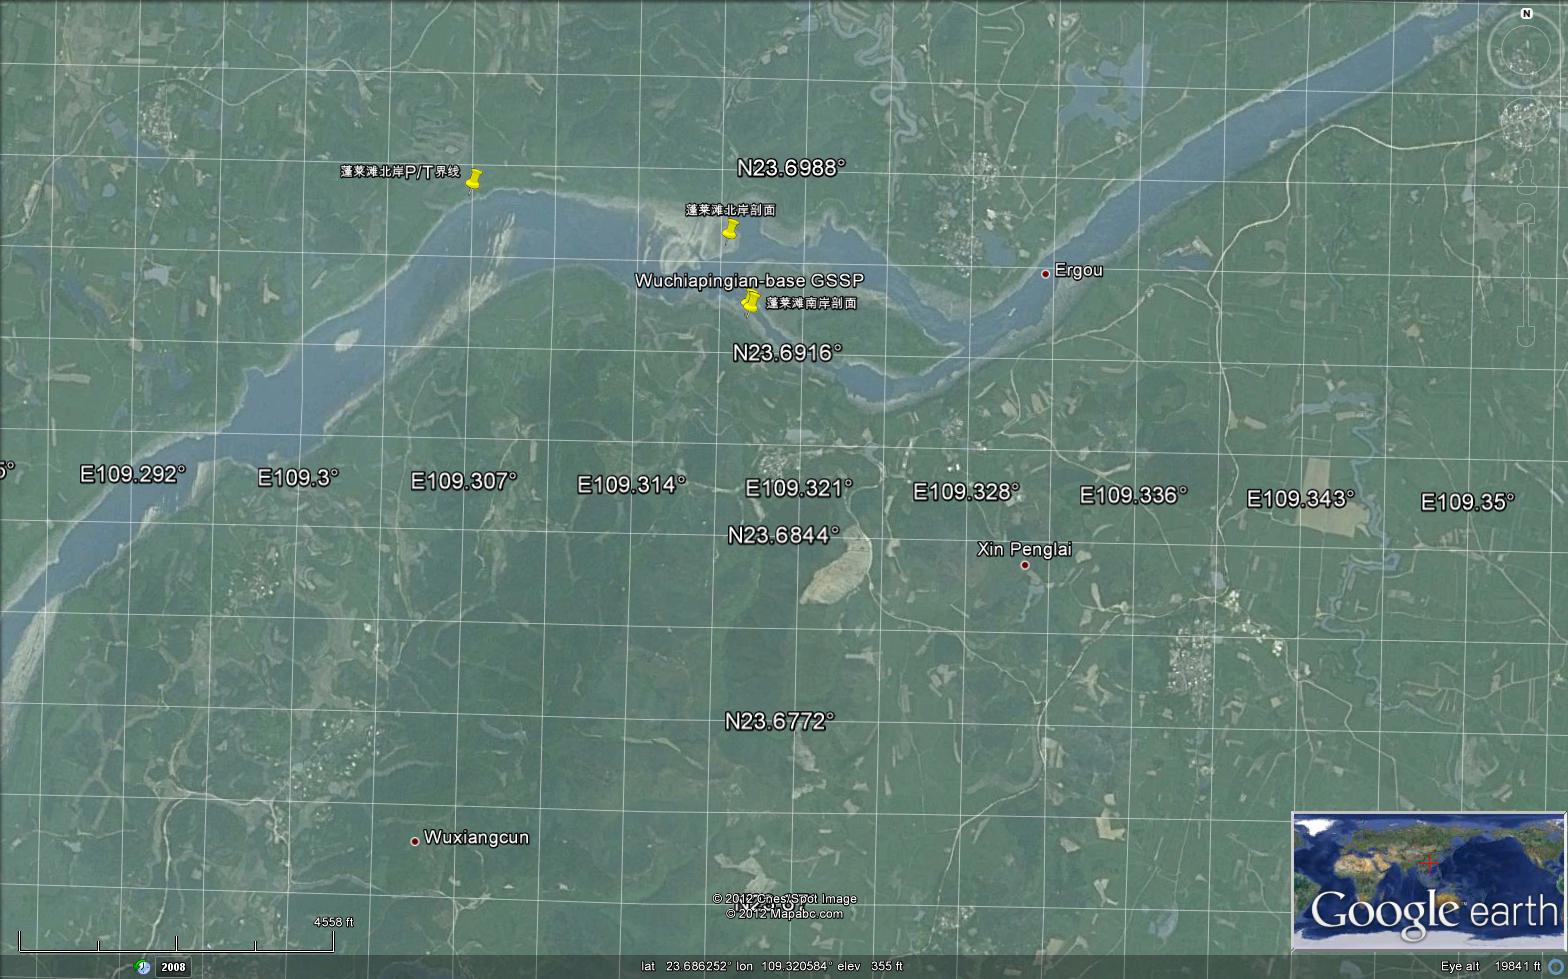 N
N23.6988°
蓬莱滩北岸P/T界线
蓬莱滩北岸剖面
Ergou
Wuchiapingian-base GSSP
蓬莱滩南岸剖面
N23.6916°
5°
E109.292°
E109.3°
E109.307°
E109.314°
E109.321°
E109.328°
E109.336°
E109.343°
E109.35°
N23.6844°
Xin Penglai
N23.6772°
Wuxiangcun
© 2012 Cnes/Spot Image
N23.67
© 2012 Mapabc.com
4558 ft
Google earth
2008
lat 23.686252° lon 109.320584° elev 355 ft
Eye alt 19841 ft